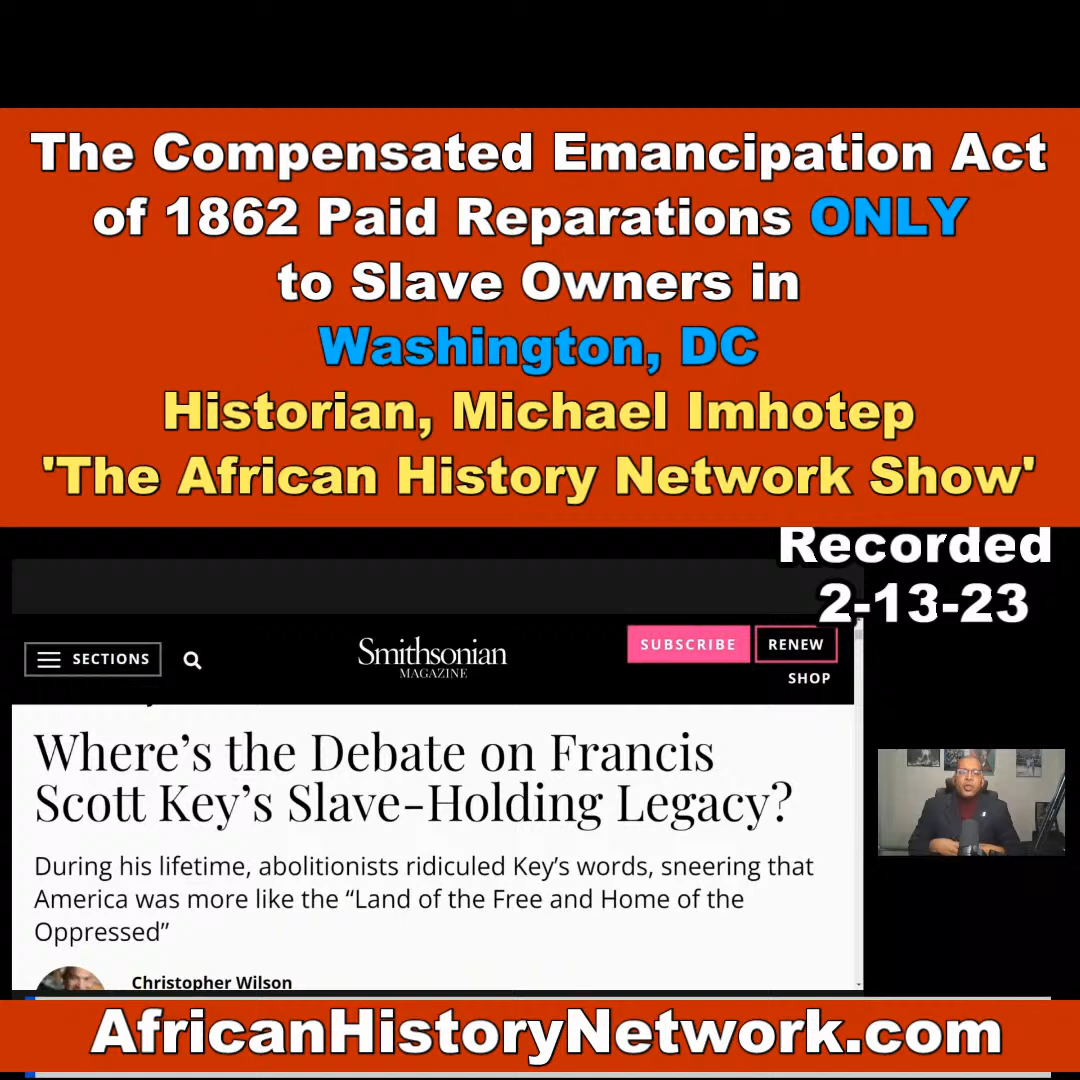 The Compensated Emancipation Act
of 1862 Paid Reparations ONLY
to Slave Owners in
Washington, DC
Historian, Michael Imhotep
'The African History Network Show'
Recorded
2-13-23
SECTIONS
Smithsonian
MAGAZINE
SUBSCRIBE
RENEW
SHOP
Where's the Debate on Francis
Scott Key's Slave-Holding Legacy?
During his lifetime, abolitionists ridiculed Key's words, sneering that
America was more like the “Land of the Free and Home of the
Oppressed”
Christopher Wilson
AfricanHistoryNetwork.com